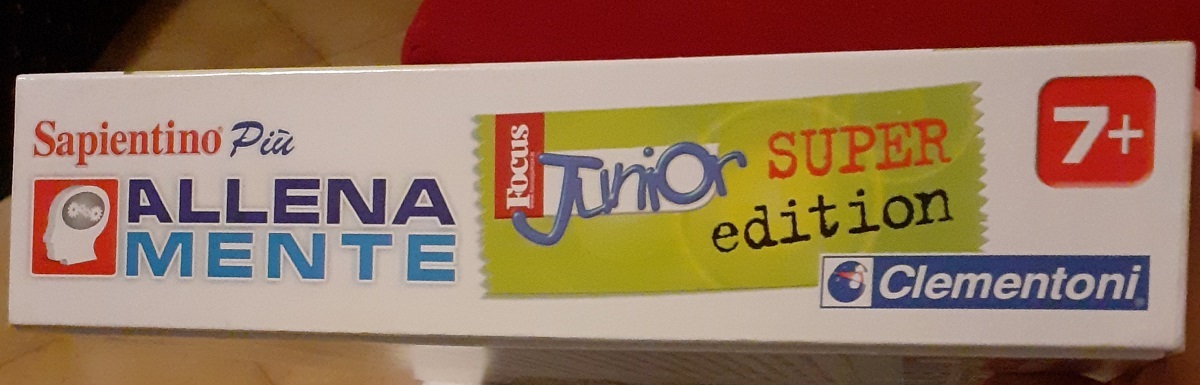 Sapientino Più
ALLENA
MENTE
Focus
Junior SUPER
edition
7+
Clementoni